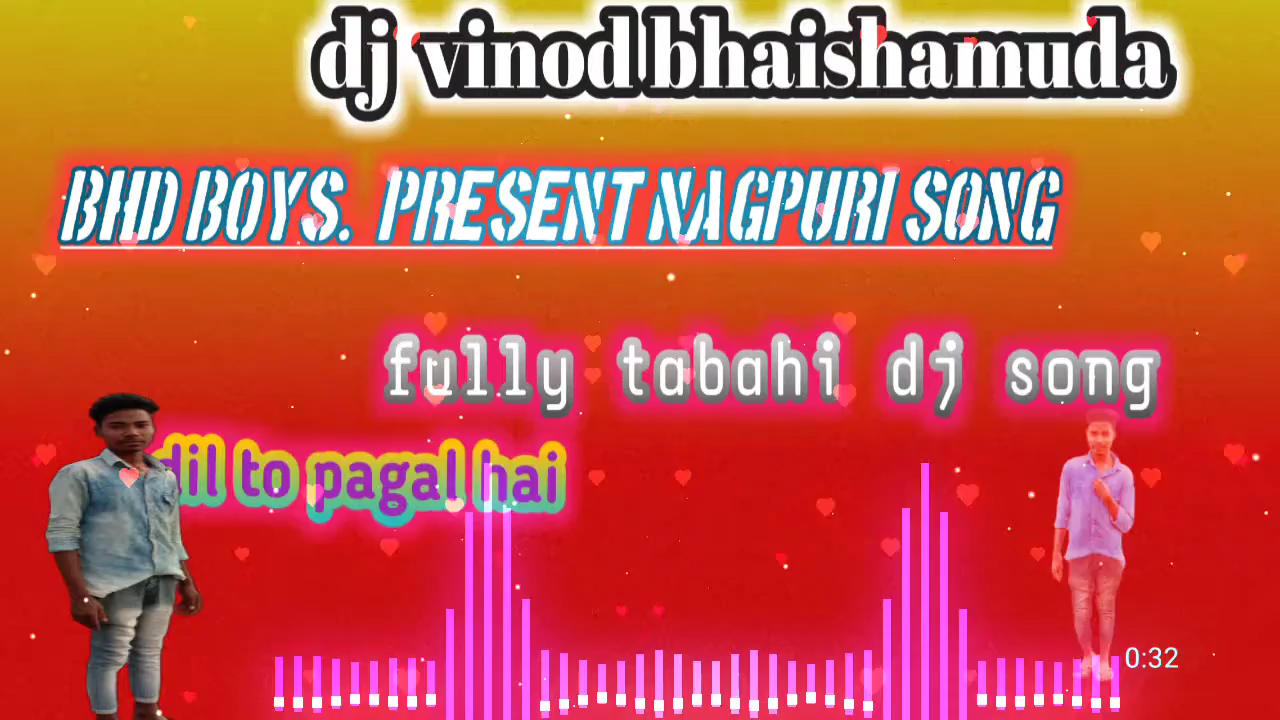 dj vinod bhaishamuda
BHD BOYS. PRESENT NAGPURI SONG
fully tabahi dj song
dil to pagal hai
0:32